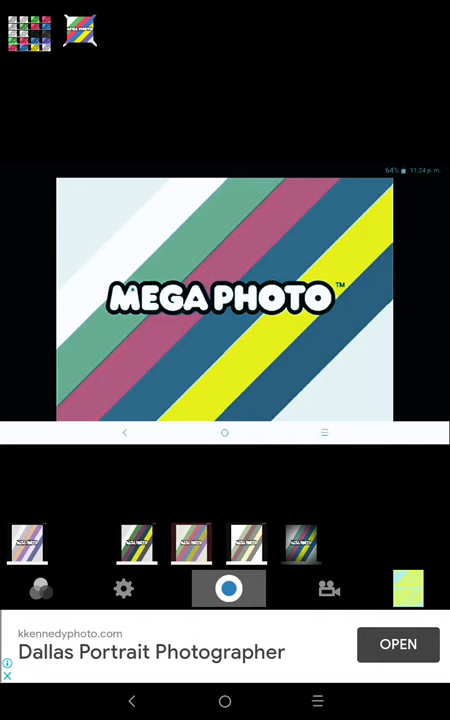 64% 11:24 p. m.
MEGA PHOTO™
kkennedyphoto.com
Dallas Portrait Photographer
OPEN